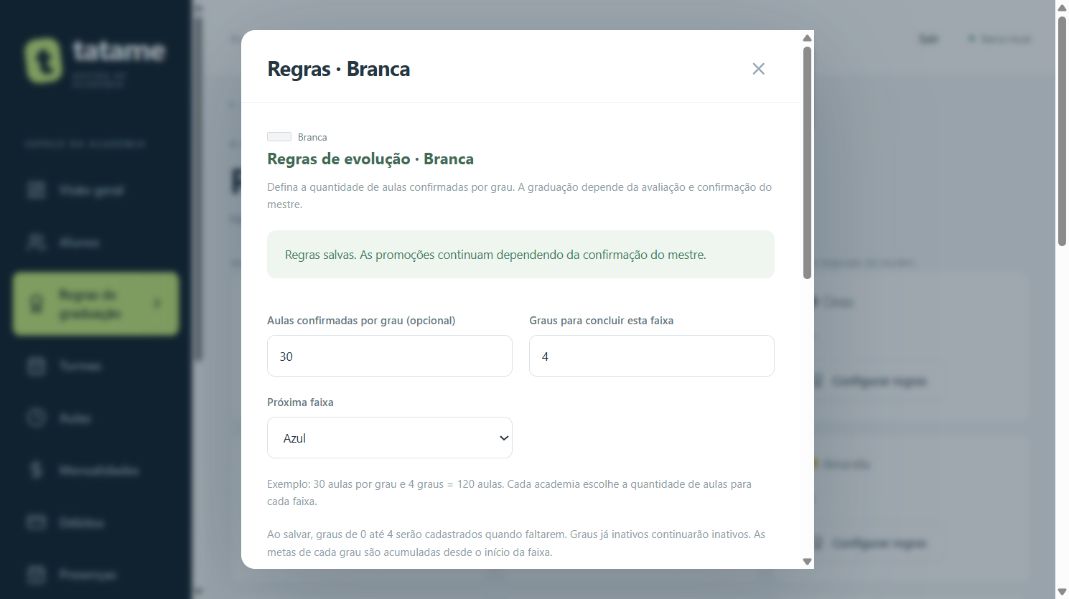 tatame
Regras · Branca
Branca
Regras de evolução · Branca
Defina a quantidade de aulas confirmadas por grau. A graduação depende da avaliação e confirmação do
mestre.
Regras salvas. As promoções continuam dependendo da confirmação do mestre.
Aulas confirmadas por grau (opcional)
Graus para concluir esta faixa
30
4
Próxima faixa
Azul
Exemplo: 30 aulas por grau e 4 graus = 120 aulas. Cada academia escolhe a quantidade de aulas para
cada faixa.
Ao salvar, graus de 0 até 4 serão cadastrados quando faltarem. Graus já inativos continuarão inativos. As
metas de cada grau são acumuladas desde o início da faixa.
Visão geral
Alunos
Regras de
graduação
Turmas
Aulas
Mensalidades
Débitos
Presenças
Sair
Cinza
Configurar regras
Amarela
Configurar regras